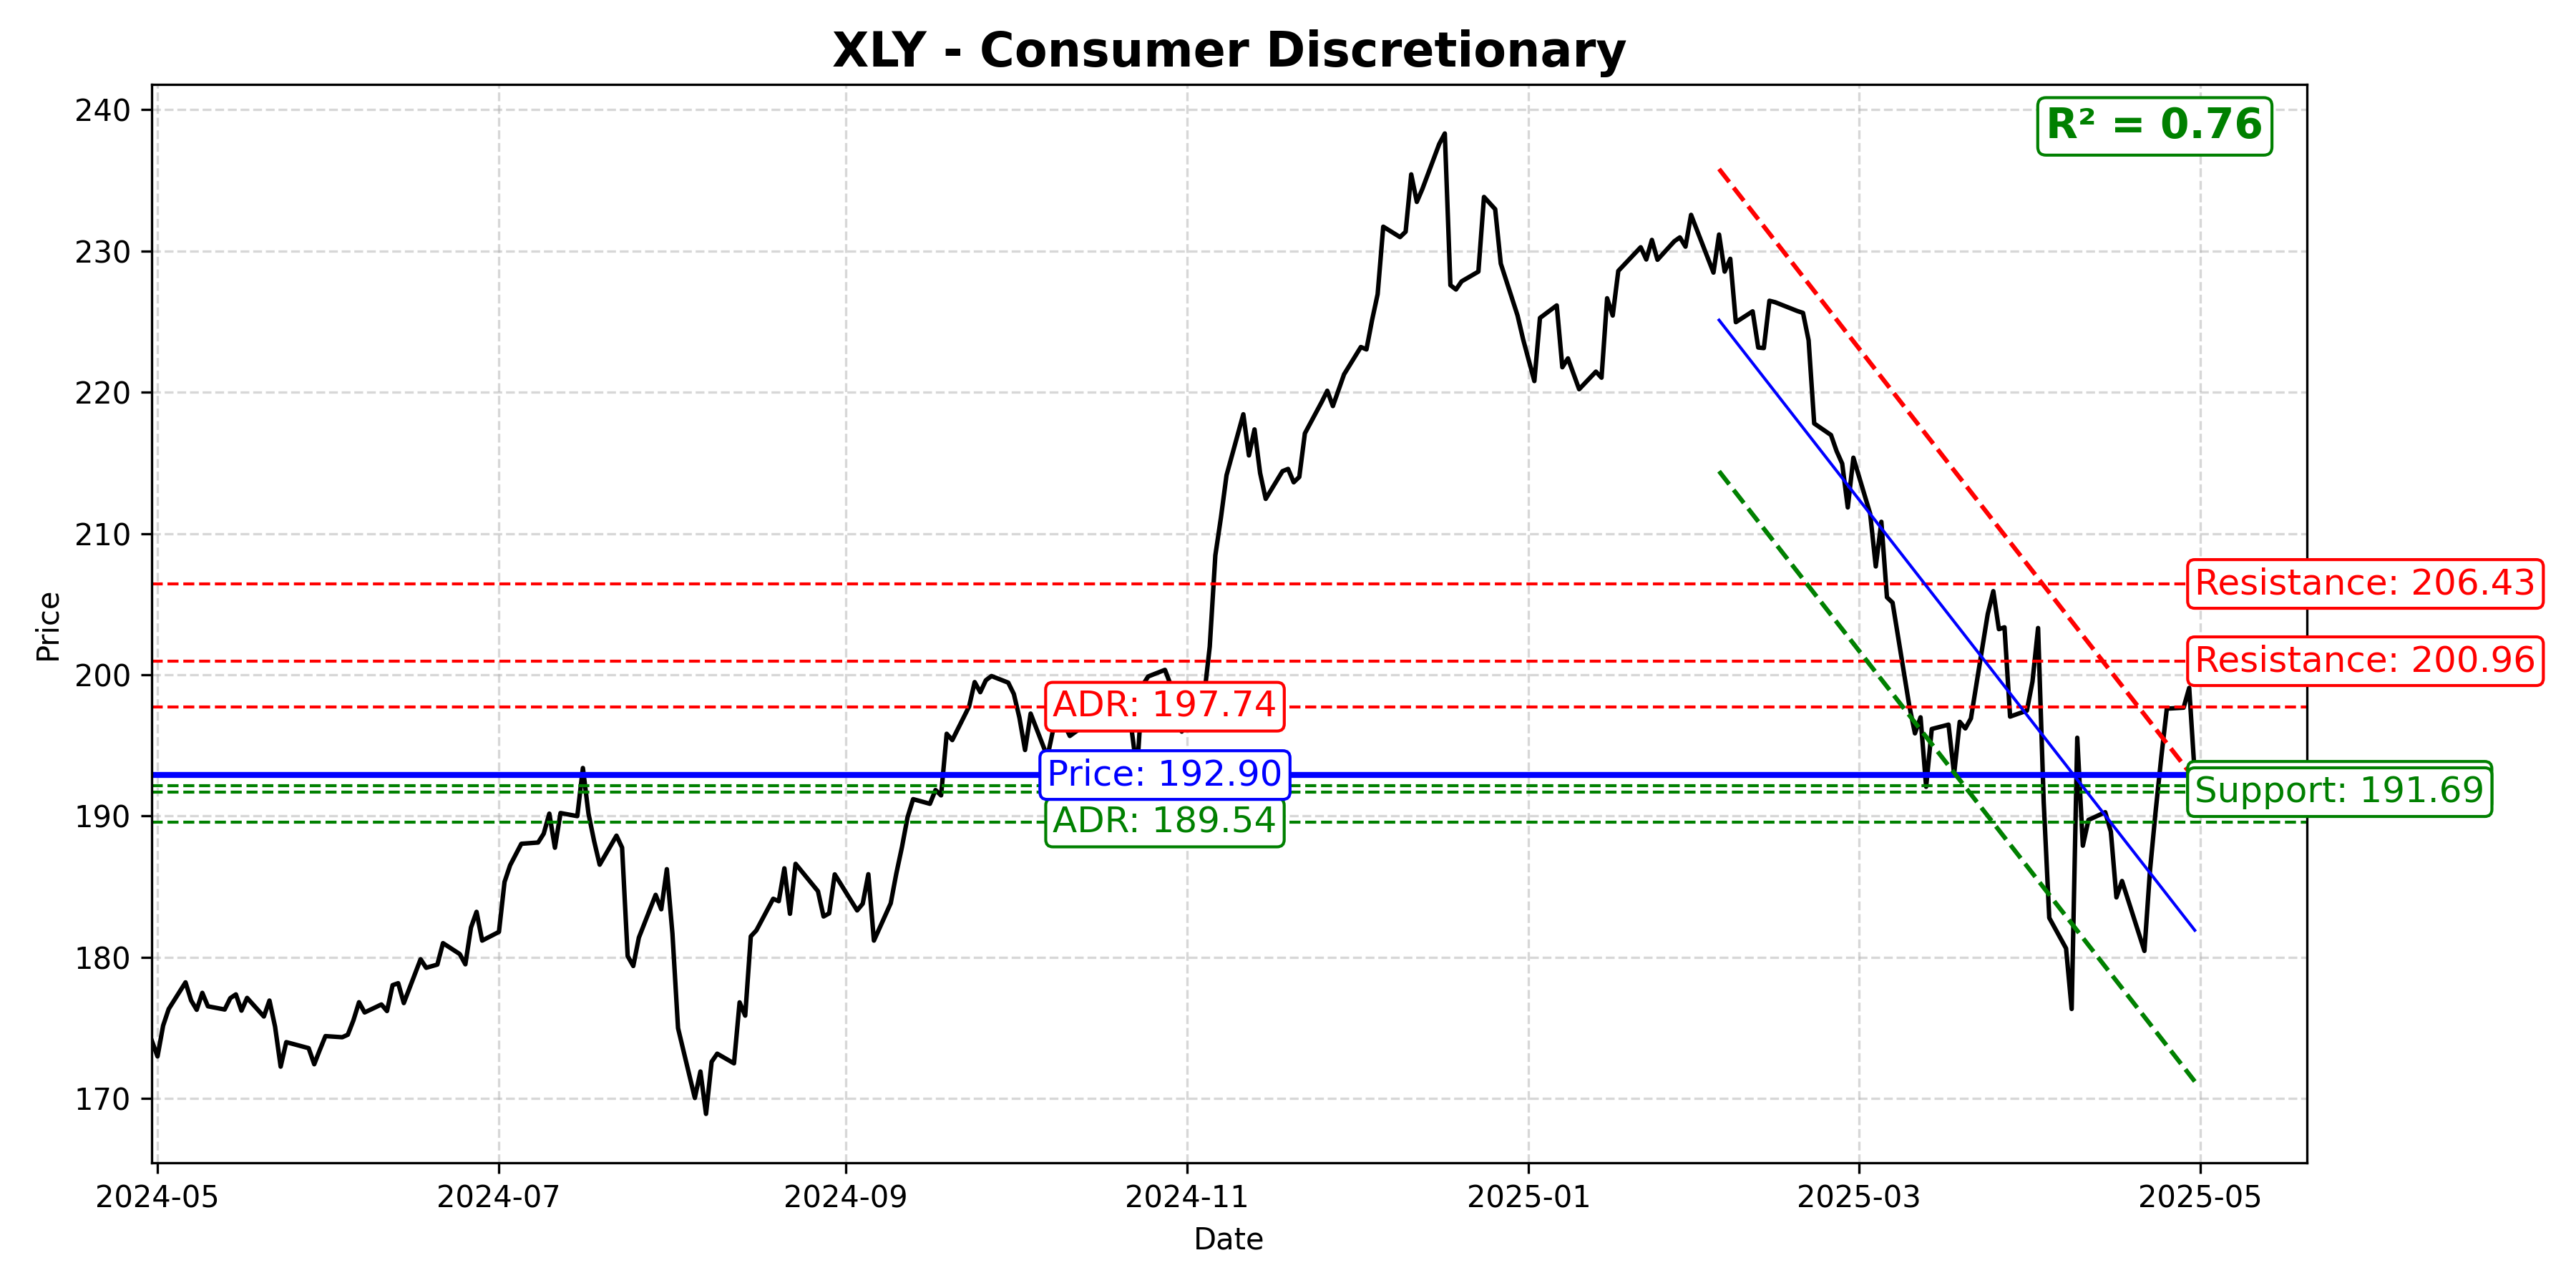 XLY - Consumer Discretionary
R² = 0.76
Price
240
230
220
210
200
190
180
170
Resistance: 206.43
Resistance: 200.96
ADR: 197.74
Price: 192.90
Support: 191.69
ADR: 189.54
2024-05
2024-07
2024-09
2024-11
2025-01
2025-03
2025-05
Date